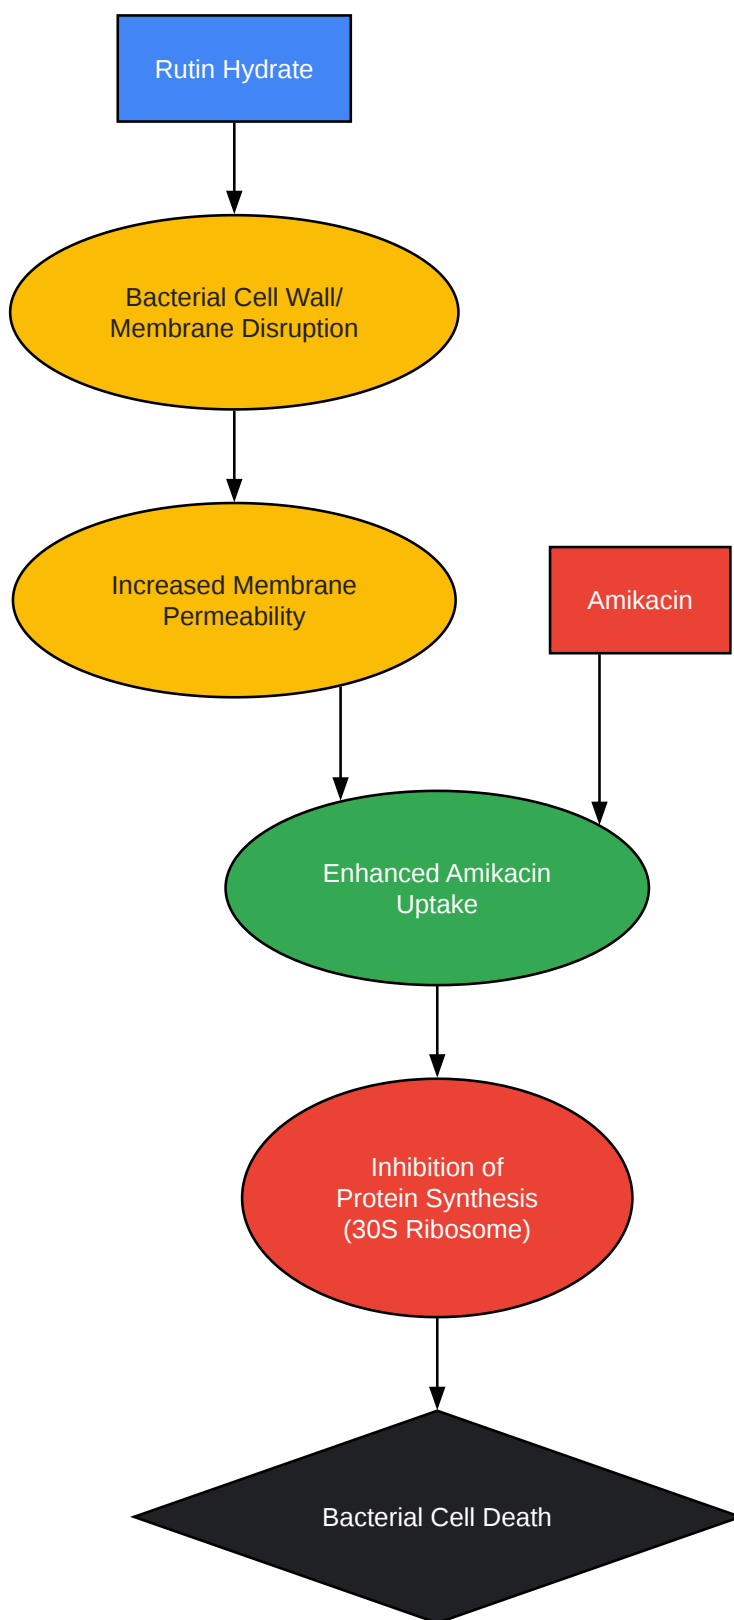 Rutin Hydrate
Bacterial Cell Wall/
Membrane Disruption
Increased Membrane
Permeability
Amikacin
Enhanced Amikacin
Uptake
Inhibition of
Protein Synthesis
(30S Ribosome)
Bacterial Cell Death